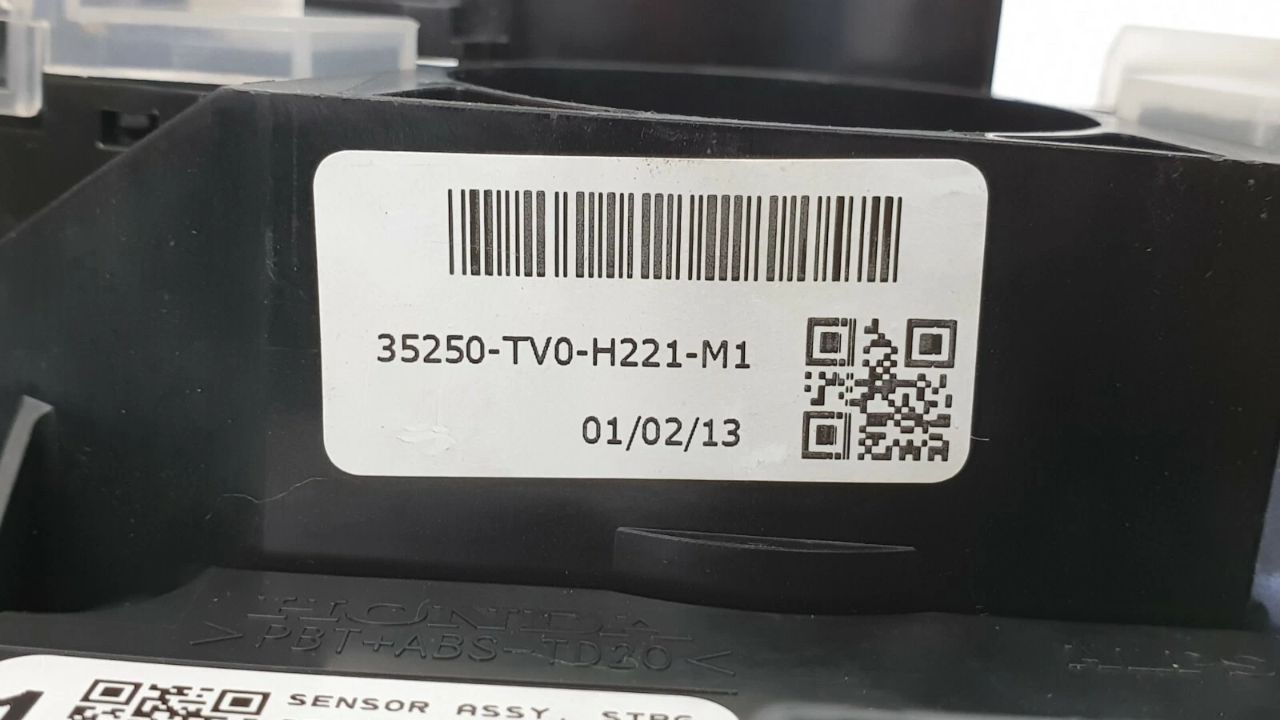 35250-TV0-H221-M1
01/02/13
HONDA
>PBT+ABS-TD20<
SENSOR ASSY, STRG